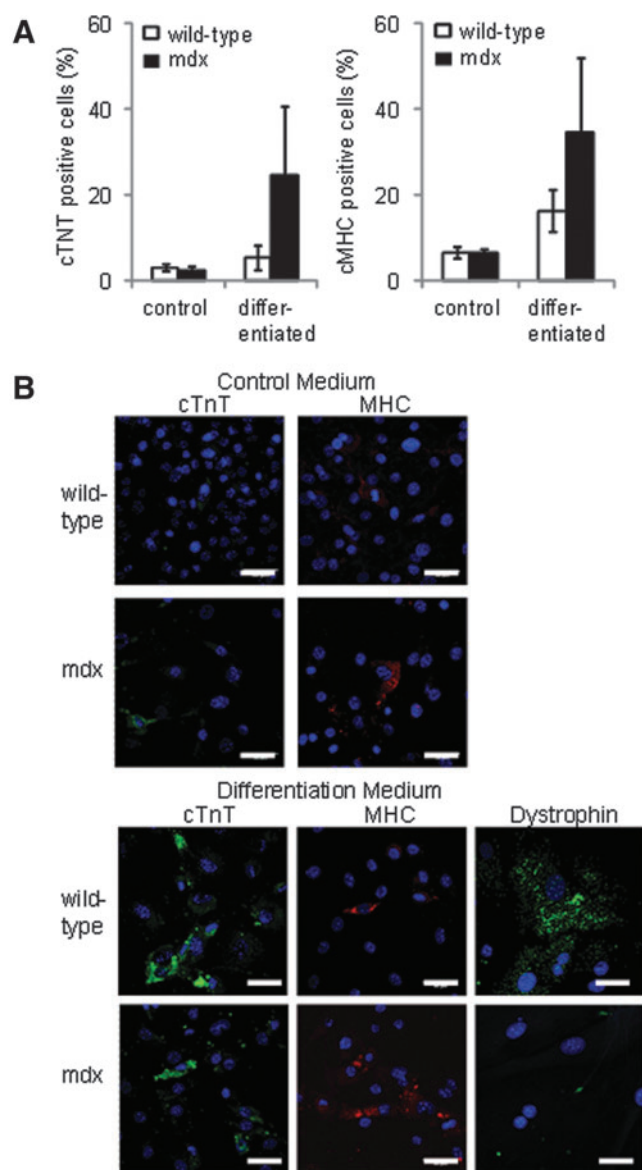 A
60
40
20
0
cTNT positive cells (%)
wild-type
mdx
control
differ-
entiated
60
40
20
0
cMHC positive cells (%)
wild-type
mdx
control
differ-
entiated
B
Control Medium
cTnT MHC
wild-
type
mdx
Differentiation Medium
cTnT MHC Dystrophin
wild-
type
mdx